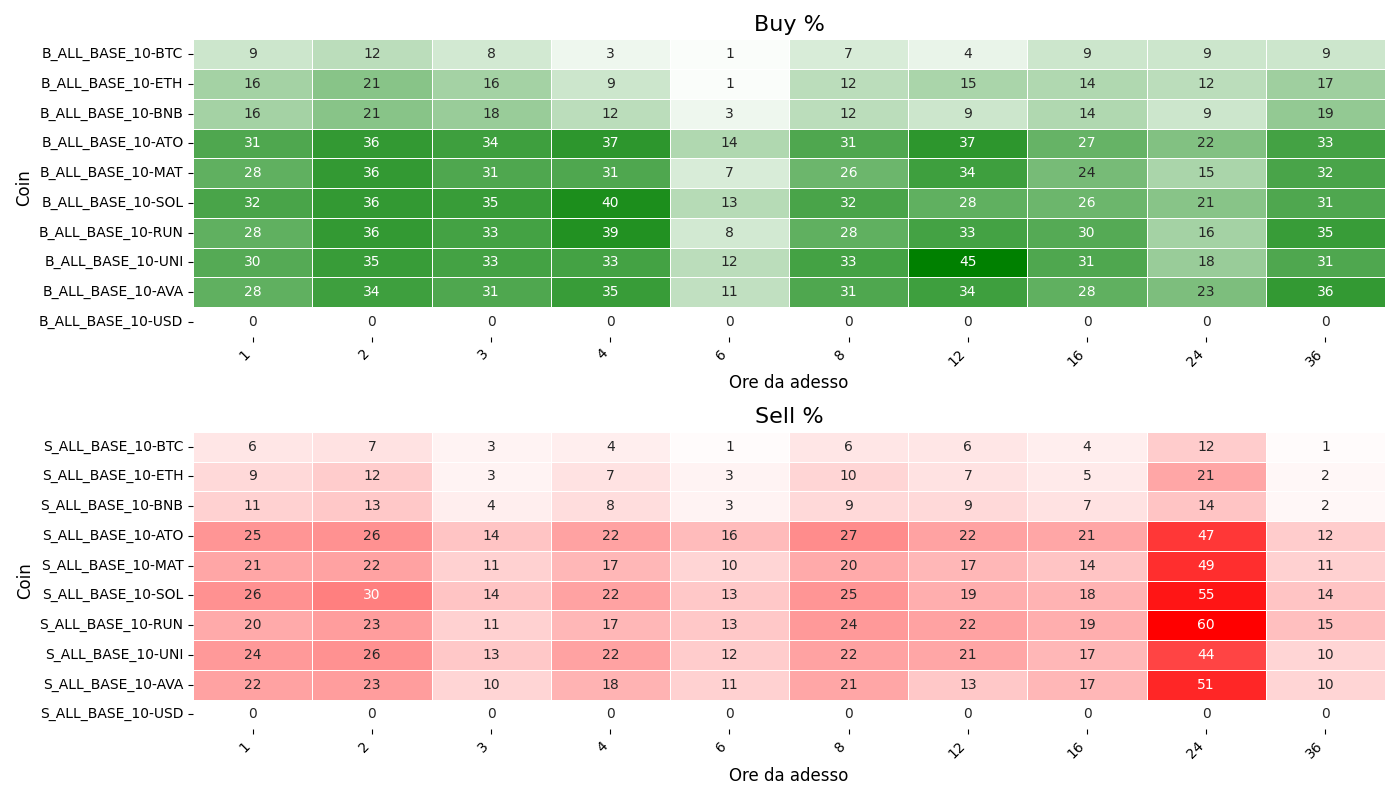 Buy %
Coin
B_ALL_BASE_10-BTC 9 12 8 3 1 7 4 9 9 9
B_ALL_BASE_10-ETH 16 21 16 9 1 12 15 14 12 17
B_ALL_BASE_10-BNB 16 21 18 12 3 12 9 14 9 19
B_ALL_BASE_10-ATO 31 36 34 37 14 31 37 27 22 33
B_ALL_BASE_10-MAT 28 36 31 31 7 26 34 24 15 32
B_ALL_BASE_10-SOL 32 36 35 40 13 32 28 26 21 31
B_ALL_BASE_10-RUN 28 36 33 39 8 28 33 30 16 35
B_ALL_BASE_10-UNI 30 35 33 33 12 33 45 31 18 31
B_ALL_BASE_10-AVA 28 34 31 35 11 31 34 28 23 36
B_ALL_BASE_10-USD 0 0 0 0 0 0 0 0 0 0
1 2 3 4 6 8 12 16 24 36
Ore da adesso
Sell %
Coin
S_ALL_BASE_10-BTC 6 7 3 4 1 6 6 4 12 1
S_ALL_BASE_10-ETH 9 12 3 7 3 10 7 5 21 2
S_ALL_BASE_10-BNB 11 13 4 8 3 9 9 7 14 2
S_ALL_BASE_10-ATO 25 26 14 22 16 27 22 21 47 12
S_ALL_BASE_10-MAT 21 22 11 17 10 20 17 14 49 11
S_ALL_BASE_10-SOL 26 30 14 22 13 25 19 18 55 14
S_ALL_BASE_10-RUN 20 23 11 17 13 24 22 19 60 15
S_ALL_BASE_10-UNI 24 26 13 22 12 22 21 17 44 10
S_ALL_BASE_10-AVA 22 23 10 18 11 21 13 17 51 10
S_ALL_BASE_10-USD 0 0 0 0 0 0 0 0 0 0
1 2 3 4 6 8 12 16 24 36
Ore da adesso